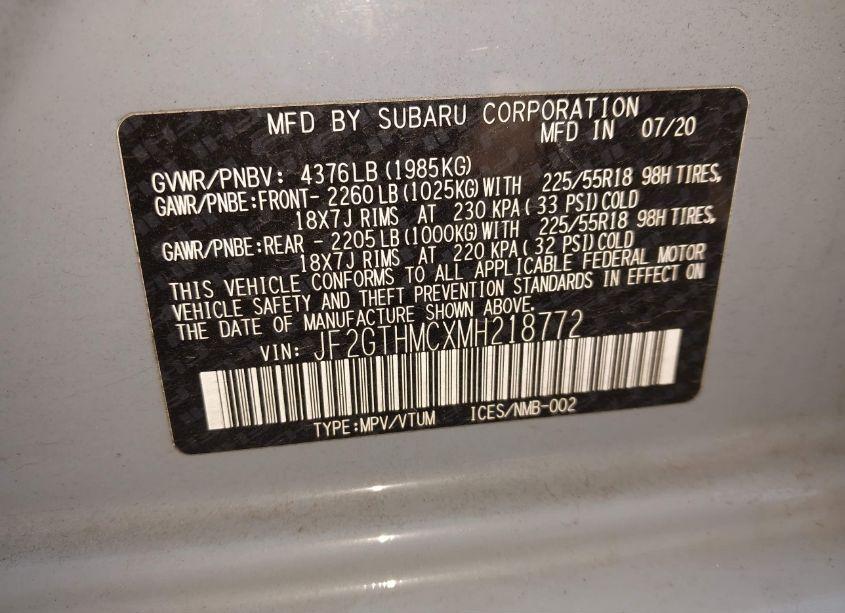 MFD BY SUBARU CORPORATION
MFD IN 07/20
GVWR/PNBV: 4376LB (1985KG)
GAWR/PNBE:FRONT- 2260LB (1025KG)WITH 225/55R18 98H TIRES,
18X7J RIMS AT 230 KPA (33 PSI)COLD
GAWR/PNBE:REAR - 2205LB (1000KG)WITH 225/55R18 98H TIRES,
18X7J RIMS AT 220 KPA (32 PSI)COLD
THIS VEHICLE CONFORMS TO ALL APPLICABLE FEDERAL MOTOR
VEHICLE SAFETY AND THEFT PREVENTION STANDARDS IN EFFECT ON
THE DATE OF MANUFACTURE SHOWN ABOVE.
VIN: JF2GTHMCXMH218772
TYPE:MPV/VTUM ICES/NMB-002